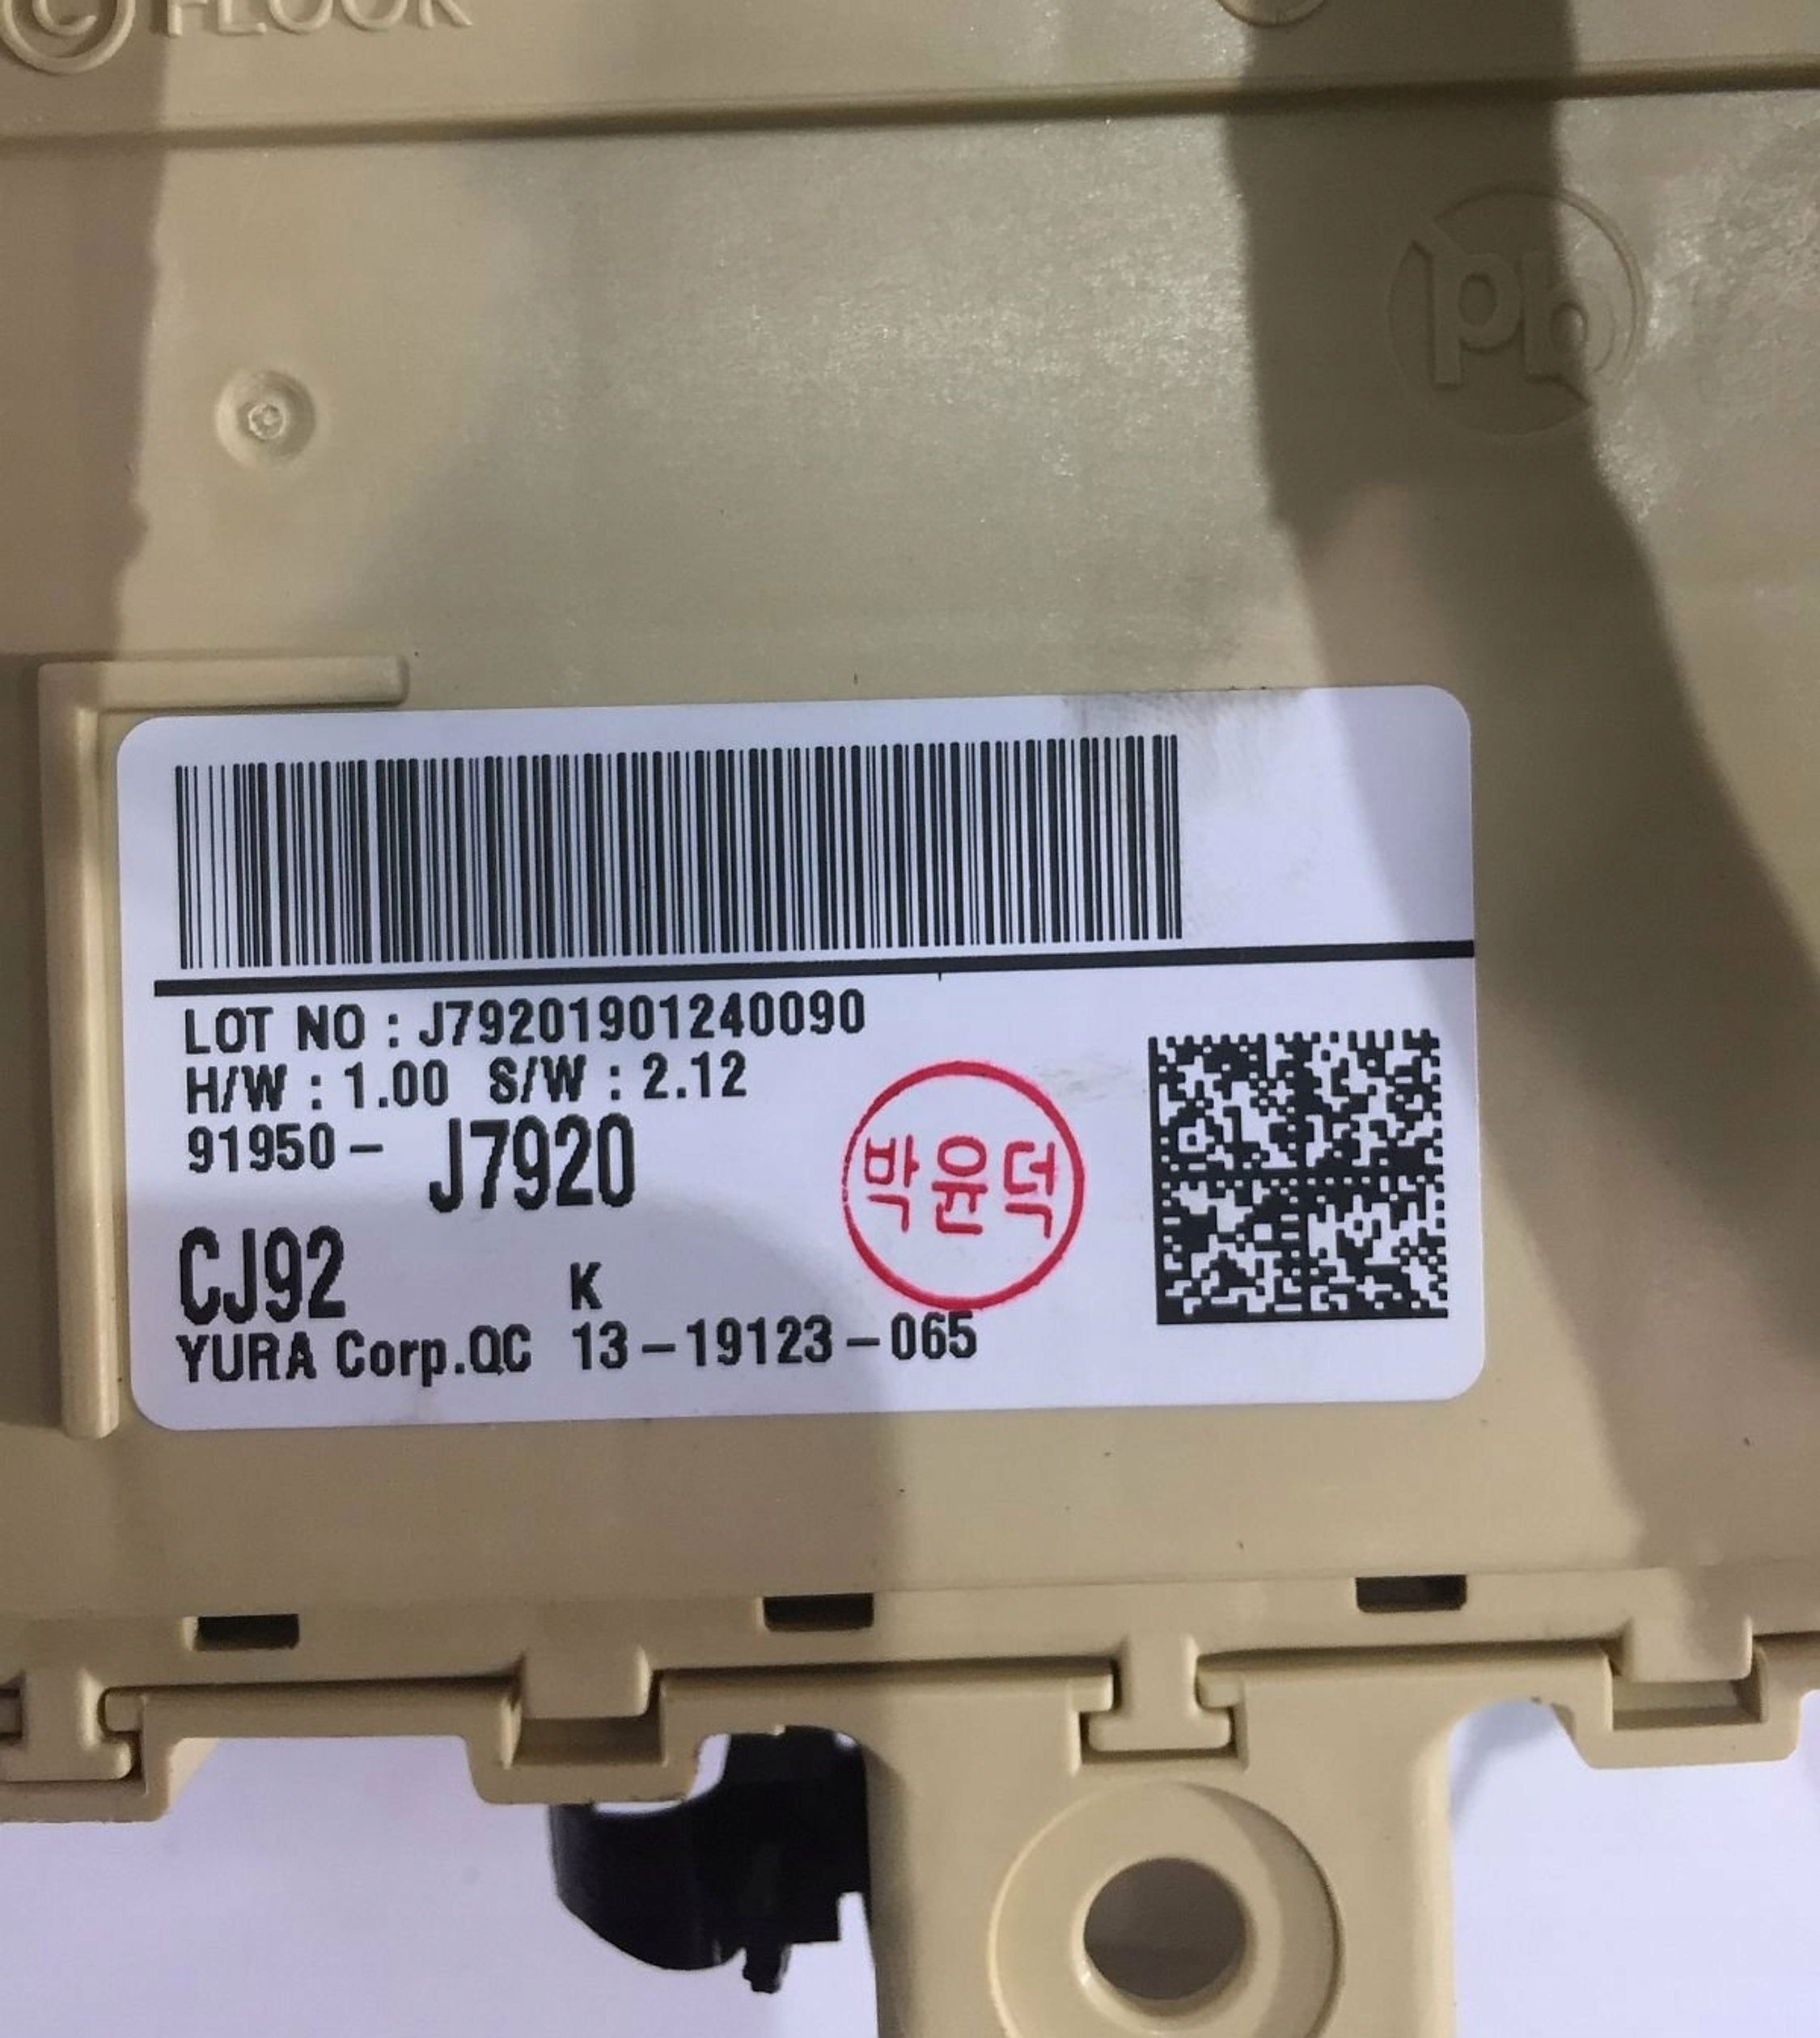 © FLOOR
Pb
LOT NO : J79201901240090
H/W : 1.00 S/W : 2.12
91950- J7920
박윤덕
CJ92
K
YURA Corp.QC 13-19123-065